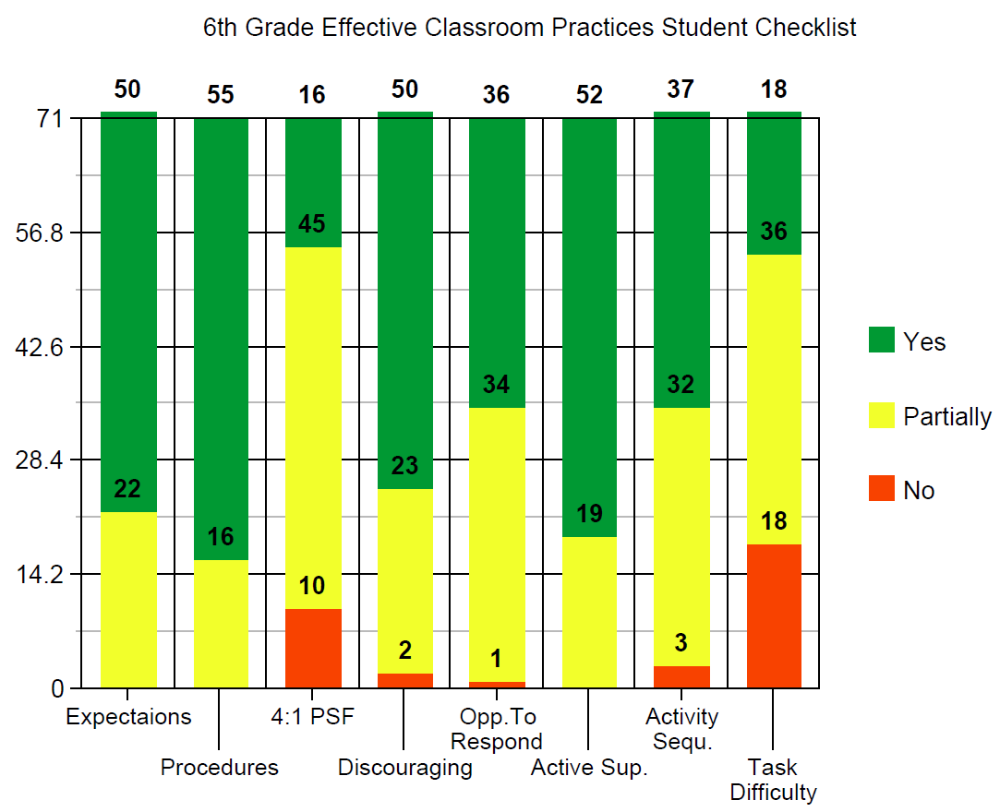 6th Grade Effective Classroom Practices Student Checklist
50 55 16 50 36 52 37 18
71
56.8
42.6
28.4
14.2
0
45 36
34 32
22 16 23 19 18
10 2 1 3
Yes
Partially
No
Expectaions 4:1 PSF Opp.To Activity
Respond Sequ.
Procedures Discouraging Active Sup. Task
Difficulty